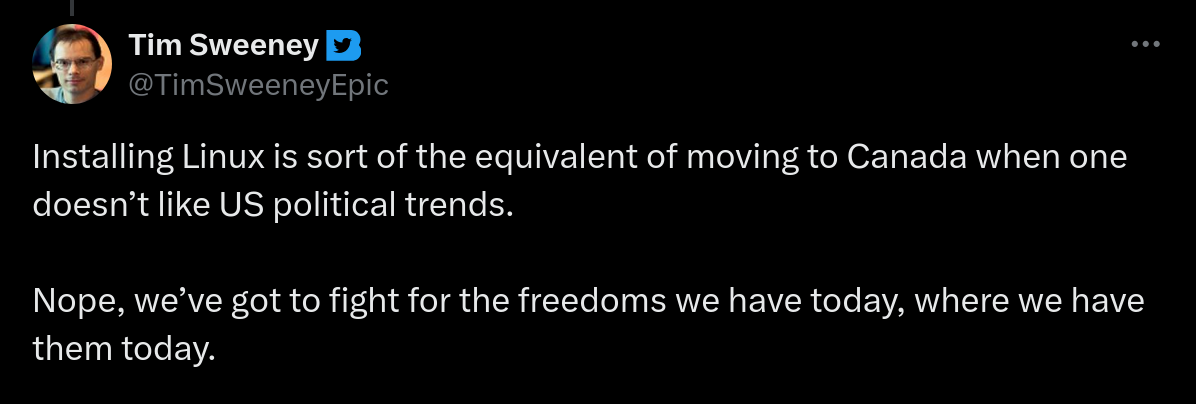 Tim Sweeney
@TimSweeneyEpic
Installing Linux is sort of the equivalent of moving to Canada when one
doesn’t like US political trends.
Nope, we’ve got to fight for the freedoms we have today, where we have
them today.